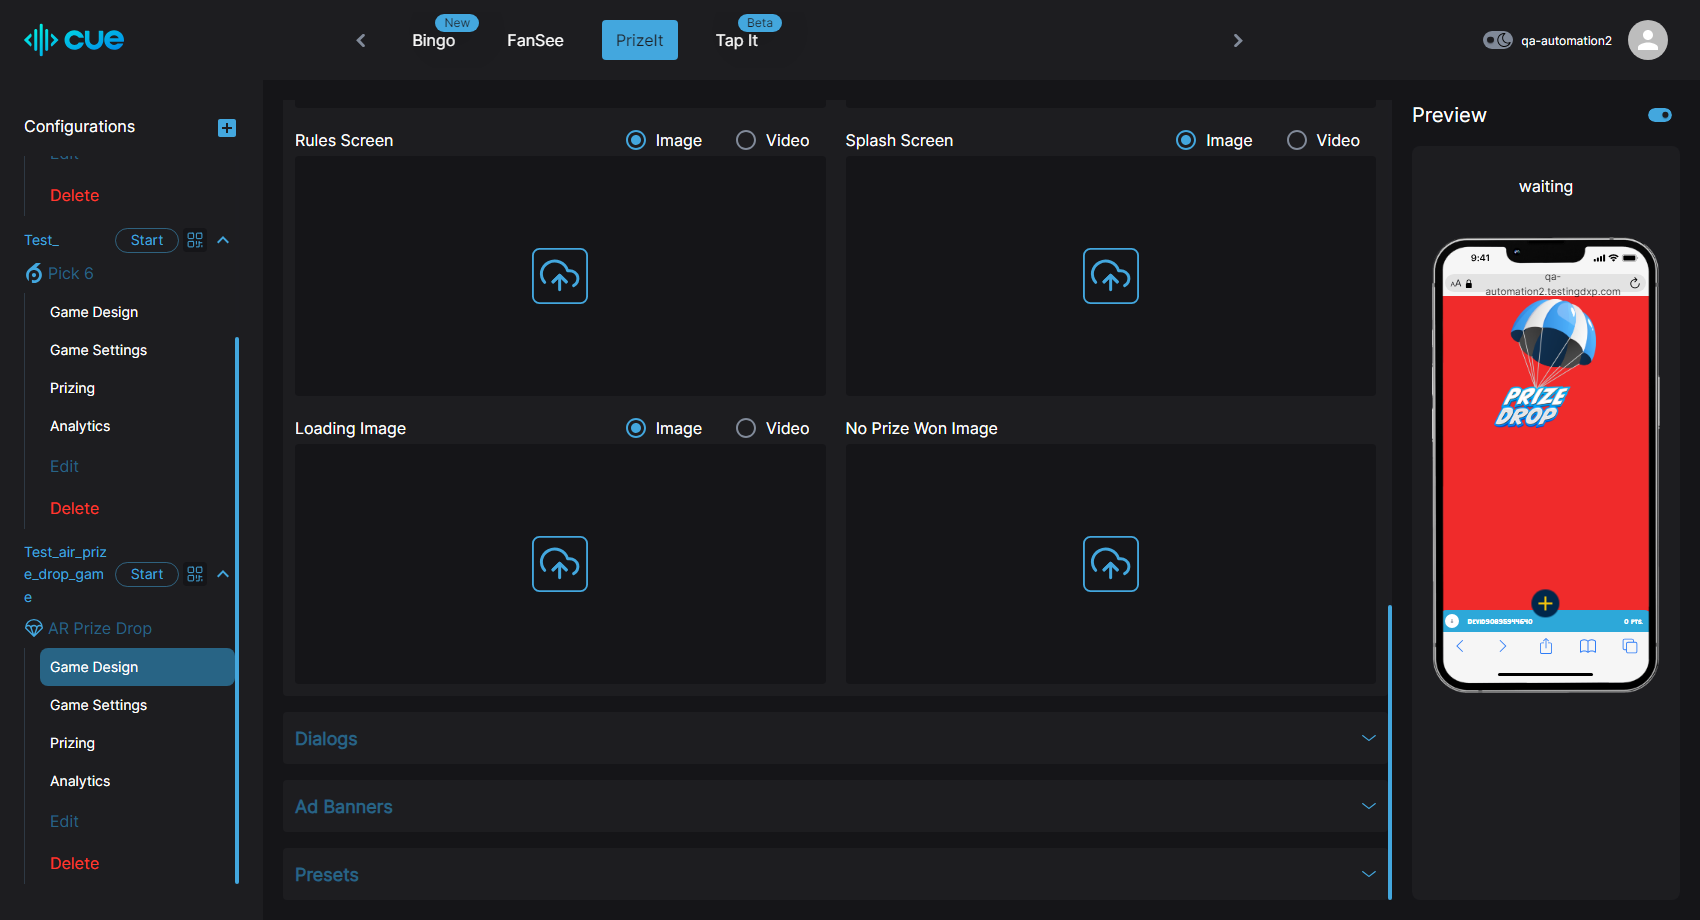 cue
New
Bingo
FanSee
PrizeIt
Beta
Tap It
qa-automation2
Configurations
Edit
Delete
Test_
Start
Pick 6
Game Design
Game Settings
Prizing
Analytics
Edit
Delete
Test_air_priz
e_drop_gam
e
Start
AR Prize Drop
Game Design
Game Settings
Prizing
Analytics
Edit
Delete
Rules Screen
Image
Video
Splash Screen
Image
Video
Loading Image
Image
Video
No Prize Won Image
Dialogs
Ad Banners
Presets
Preview
waiting
9:41
AA
qa-
automation2.testingdxp.com
PRIZE
DROP
0 PTS.